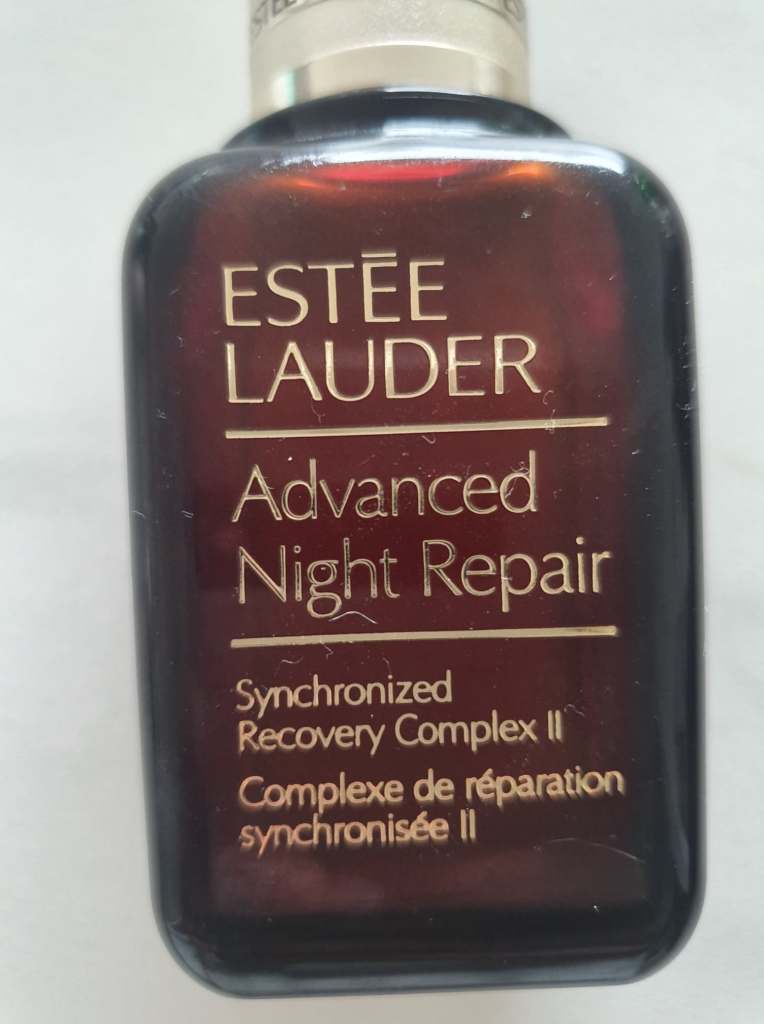 ESTĒE
LAUDER
Advanced
Night Repair
Synchronized
Recovery Complex II
Complexe de réparation
synchronisée II